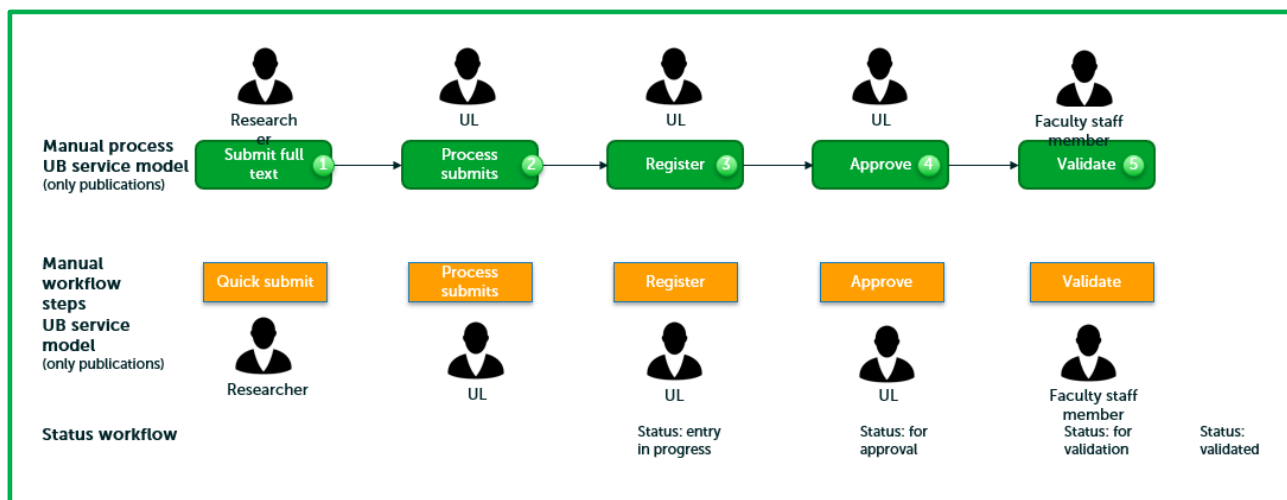 Research
er
UL
UL
UL
Faculty staff
member
Manual process
UB service model
(only publications)
Submit full
text
1
Process
submits
2
Register
3
Approve
4
Validate
5
Manual
workflow
steps
UB service
model
(only publications)
Quick submit
Process
submits
Register
Approve
Validate
Researcher
UL
UL
UL
Faculty staff
member
Status workflow
Status: entry
in progress
Status: for
approval
Status: for
validation
Status:
validated